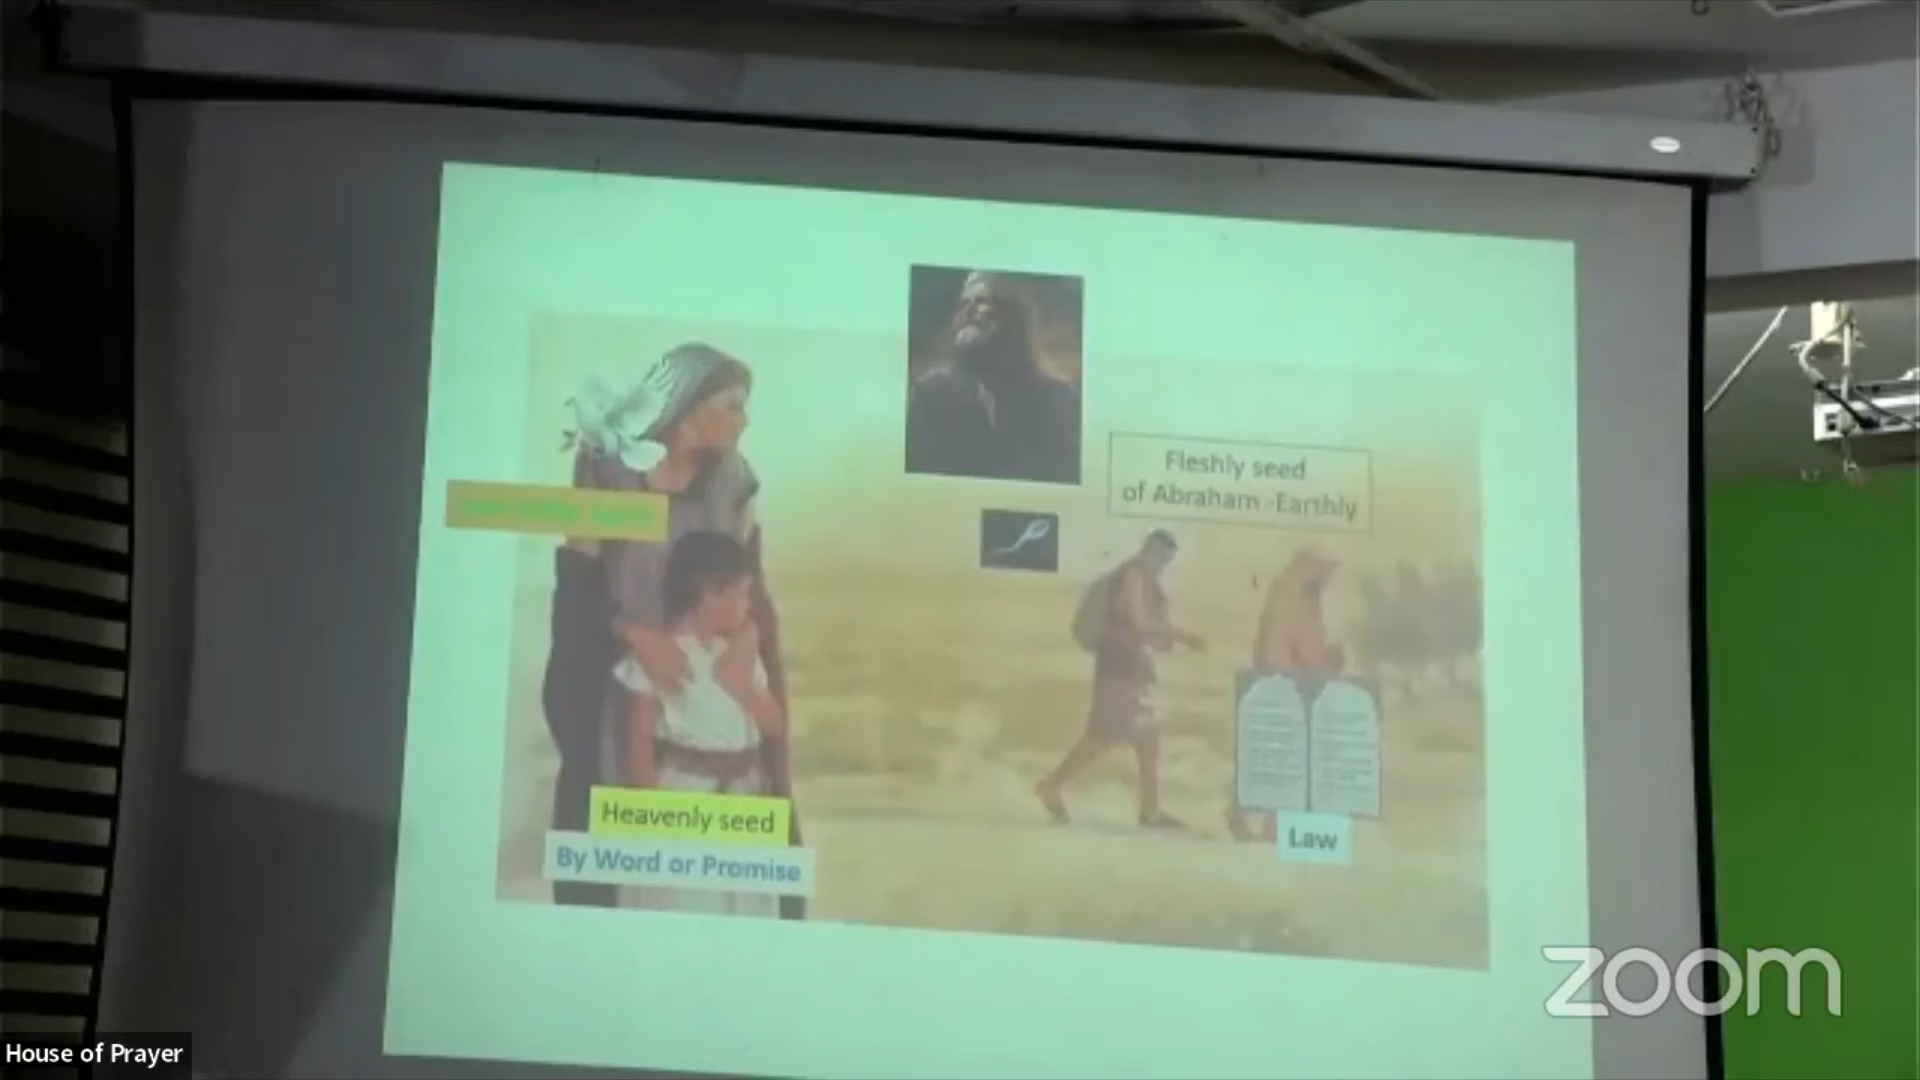 Fleshly seed
of Abraham -Earthly
Heavenly seed
By Word or Promise
Law
zoom
House of Prayer